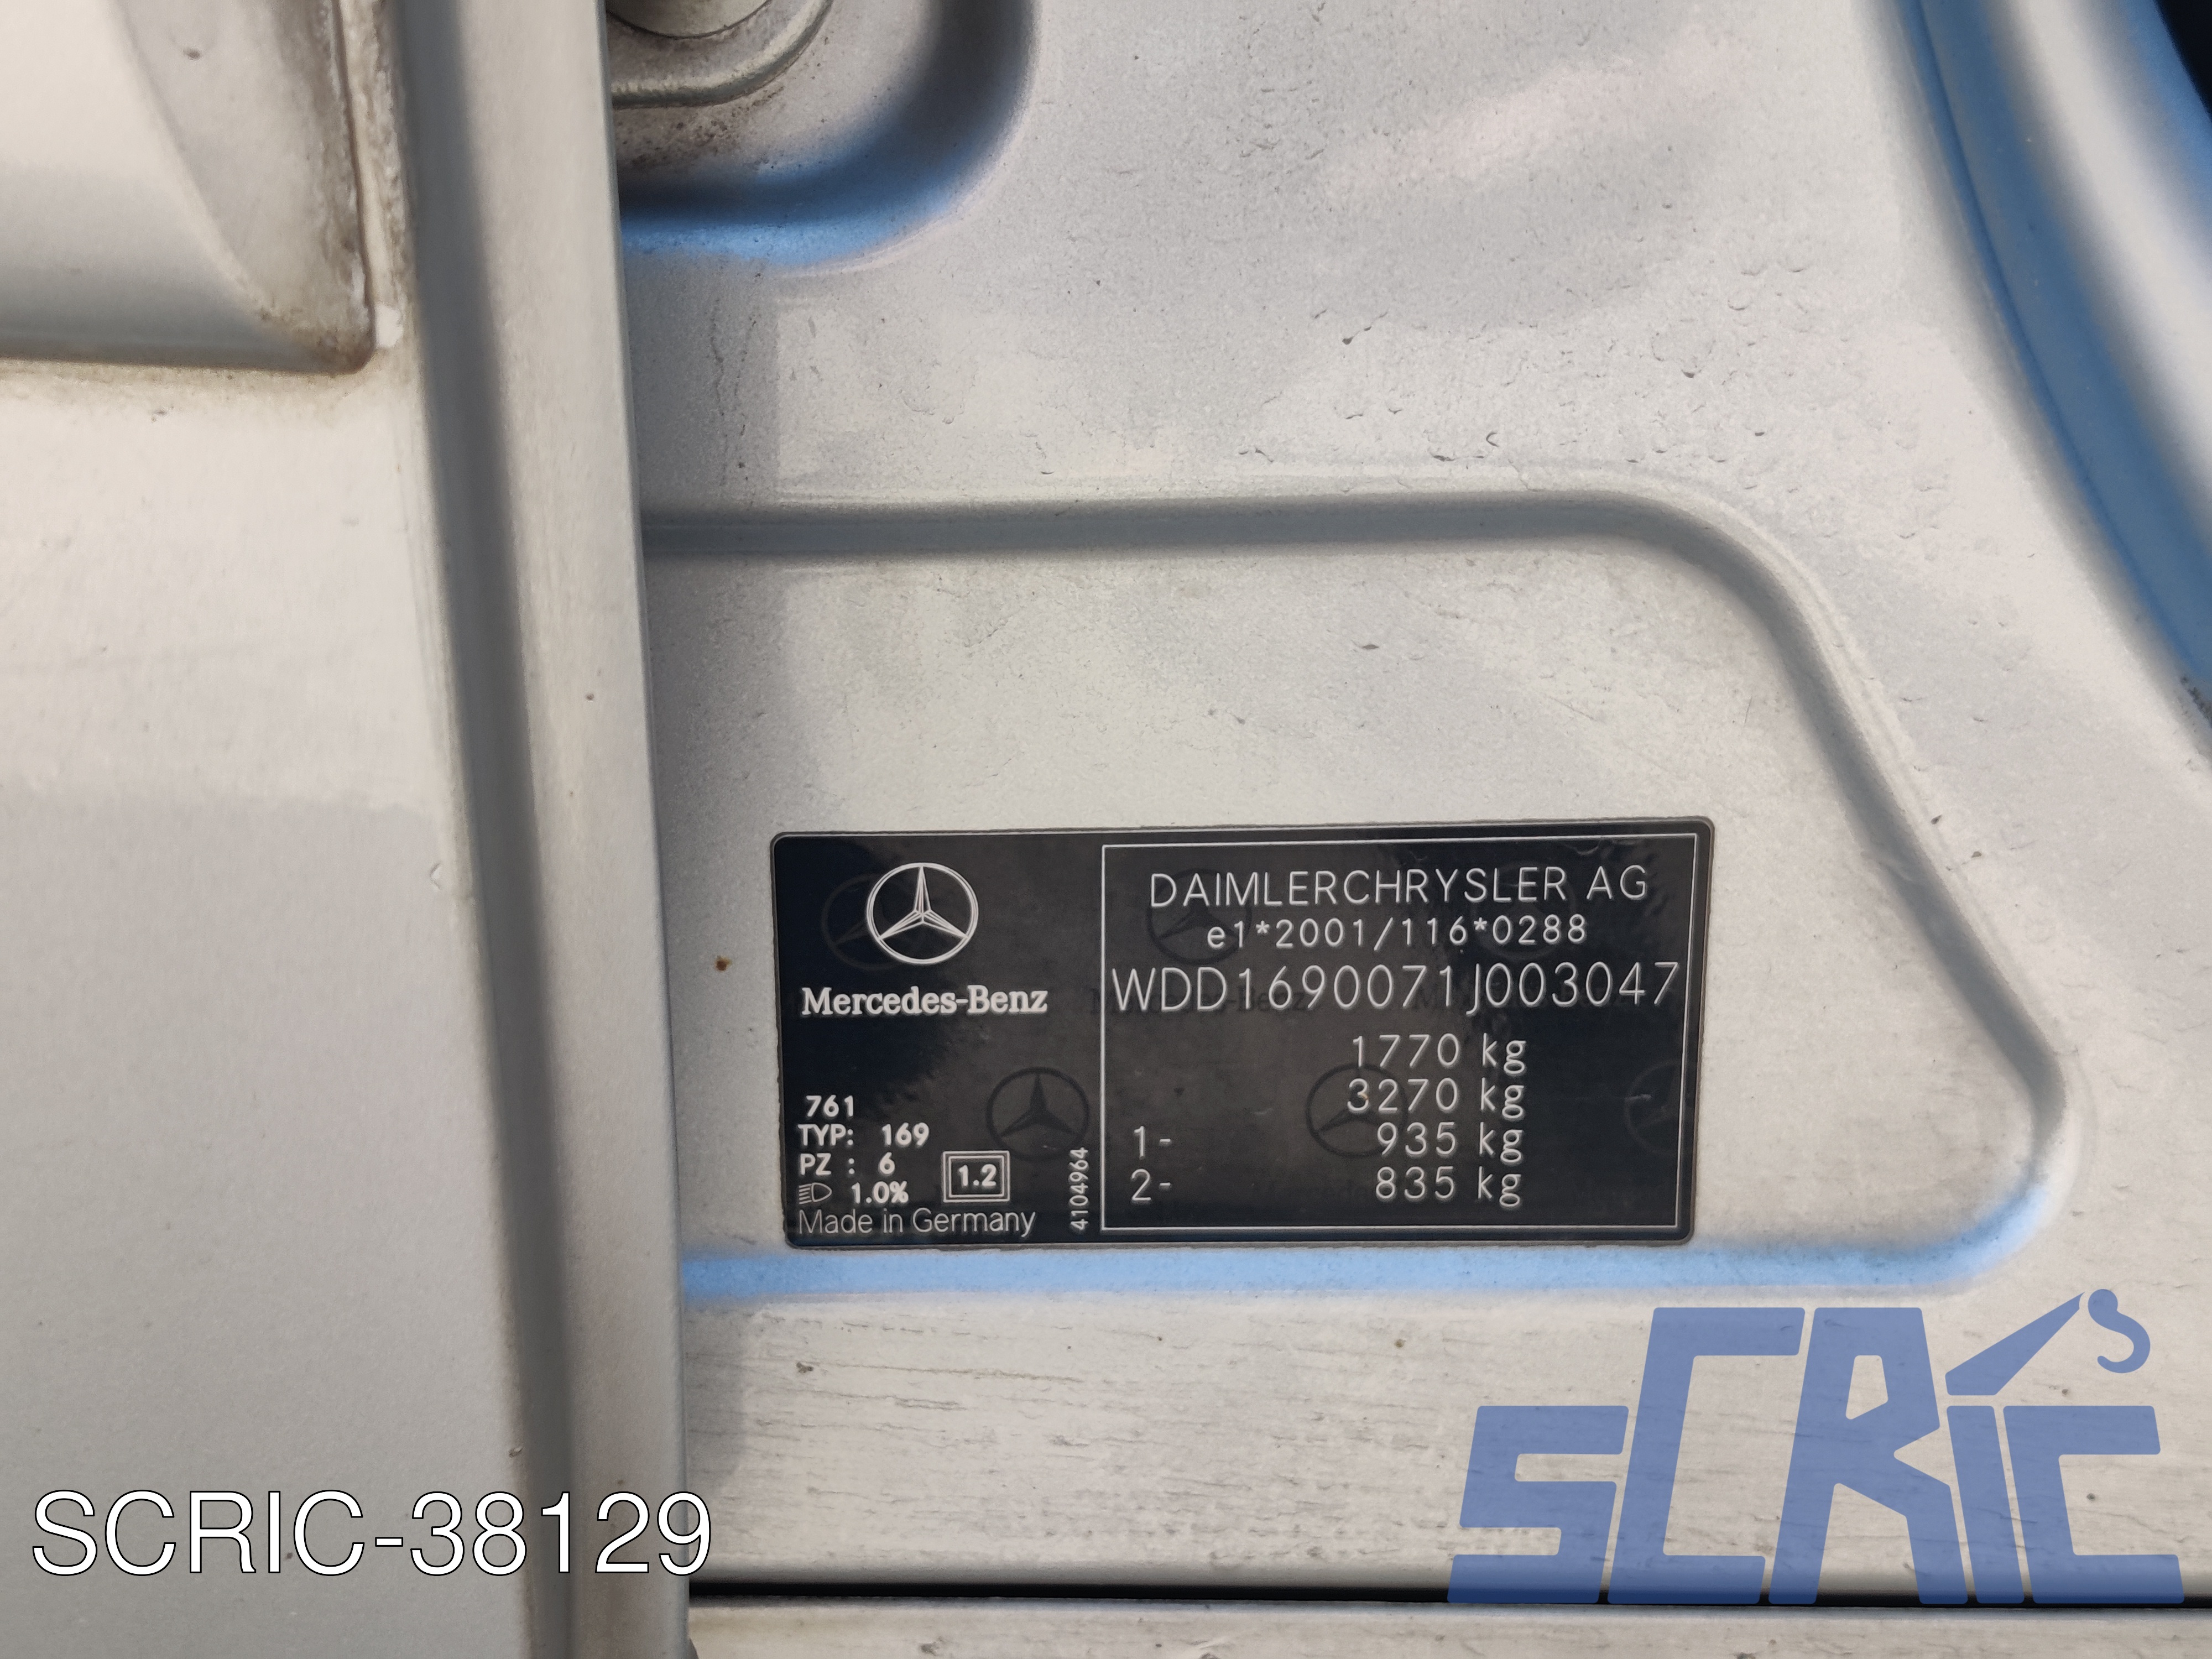 Mercedes-Benz
761
TYP: 169
PZ : 6
1.0%
1.2
Made in Germany
4104964
DAIMLERCHRYSLER AG
e1*2001/116*0288
WDD1690071J003047
1770 kg
3270 kg
1- 935 kg
2- 835 kg
SCRIC-38129
SCRIC